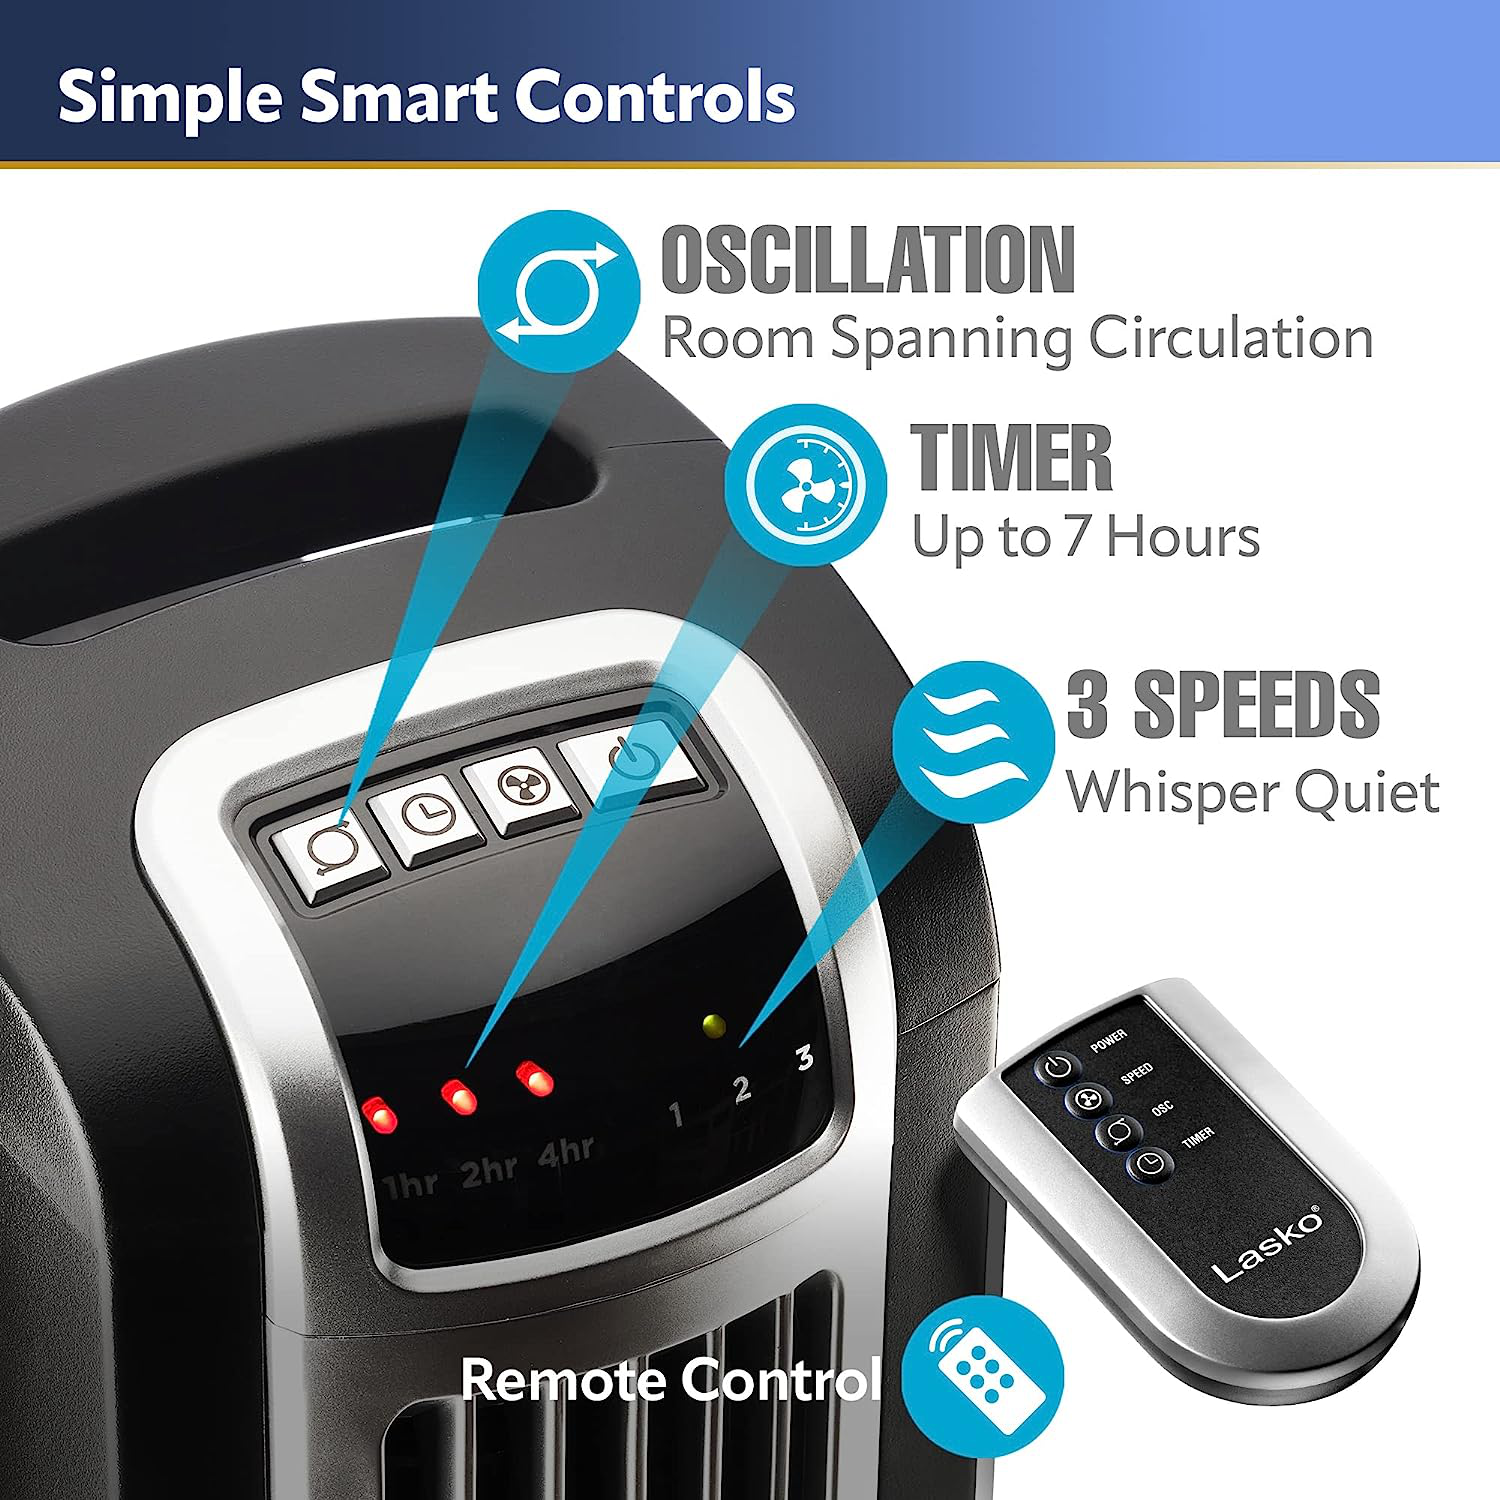 Simple Smart Controls
OSCILLATION
Room Spanning Circulation
TIMER
Up to 7 Hours
3 SPEEDS
Whisper Quiet
1hr 2hr 4hr
1 2 3
POWER
SPEED
OSC
TIMER
Lasko®
Remote Control